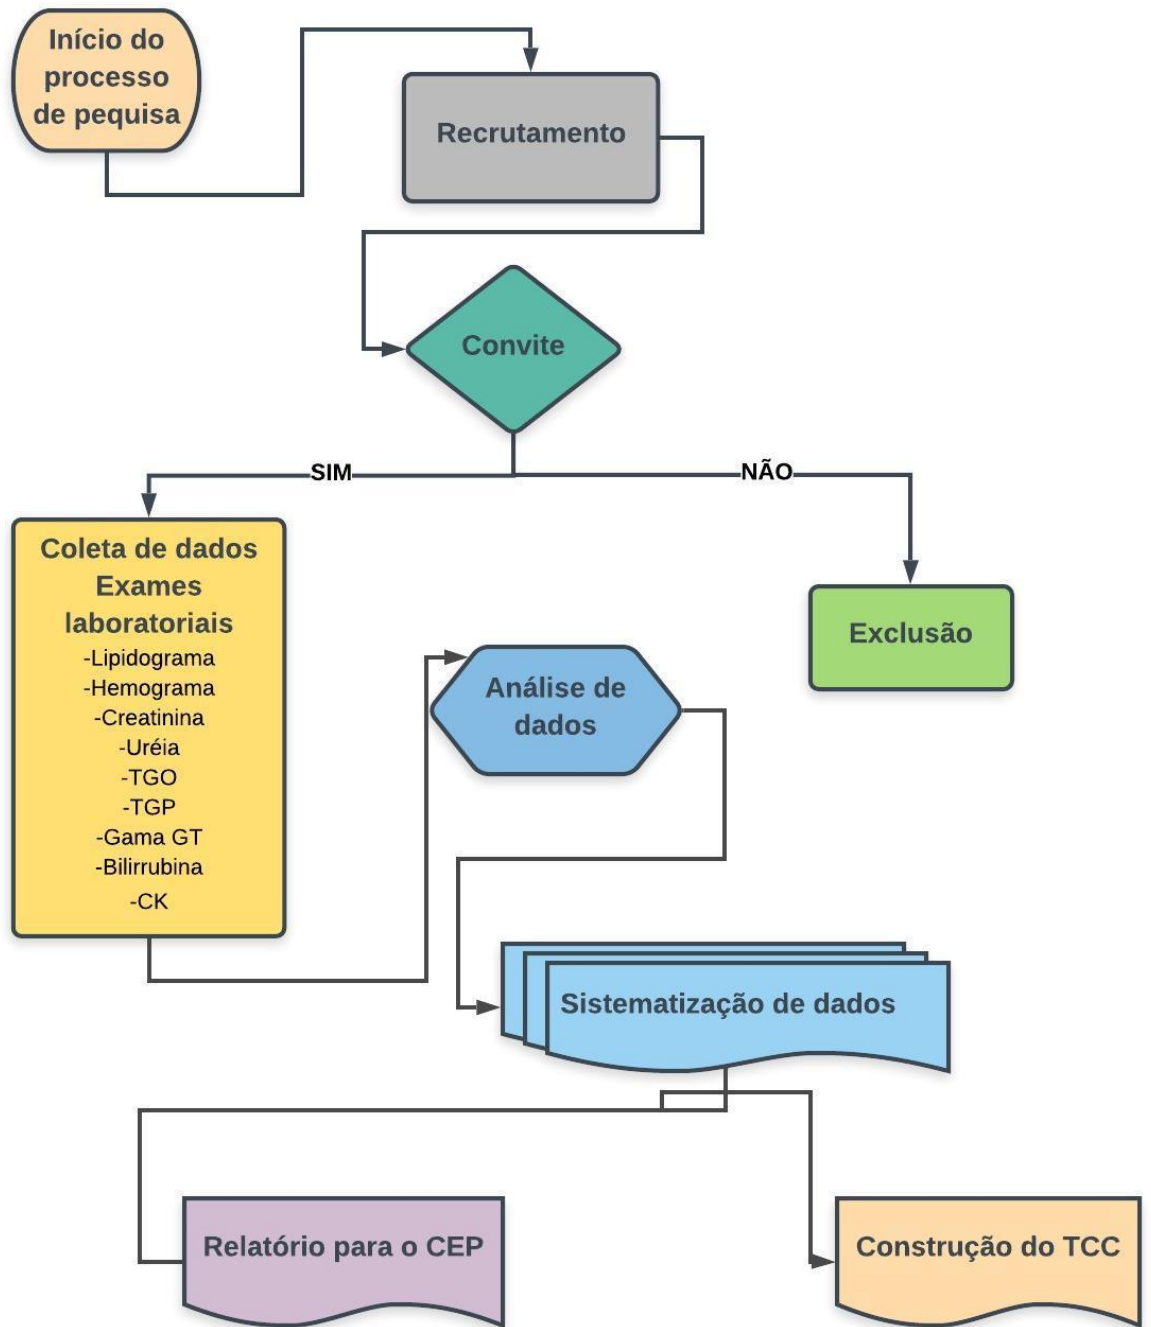 Início do
processo
de pequisa
Recrutamento
Convite
SIM
NÃO
Coleta de dados
Exames
laboratoriais
-Lipidograma
-Hemograma
-Creatinina
-Uréia
-TGO
-TGP
-Gama GT
-Bilirrubina
-CK
Exclusão
Análise de
dados
Sistematização de dados
Relatório para o CEP
Construção do TCC